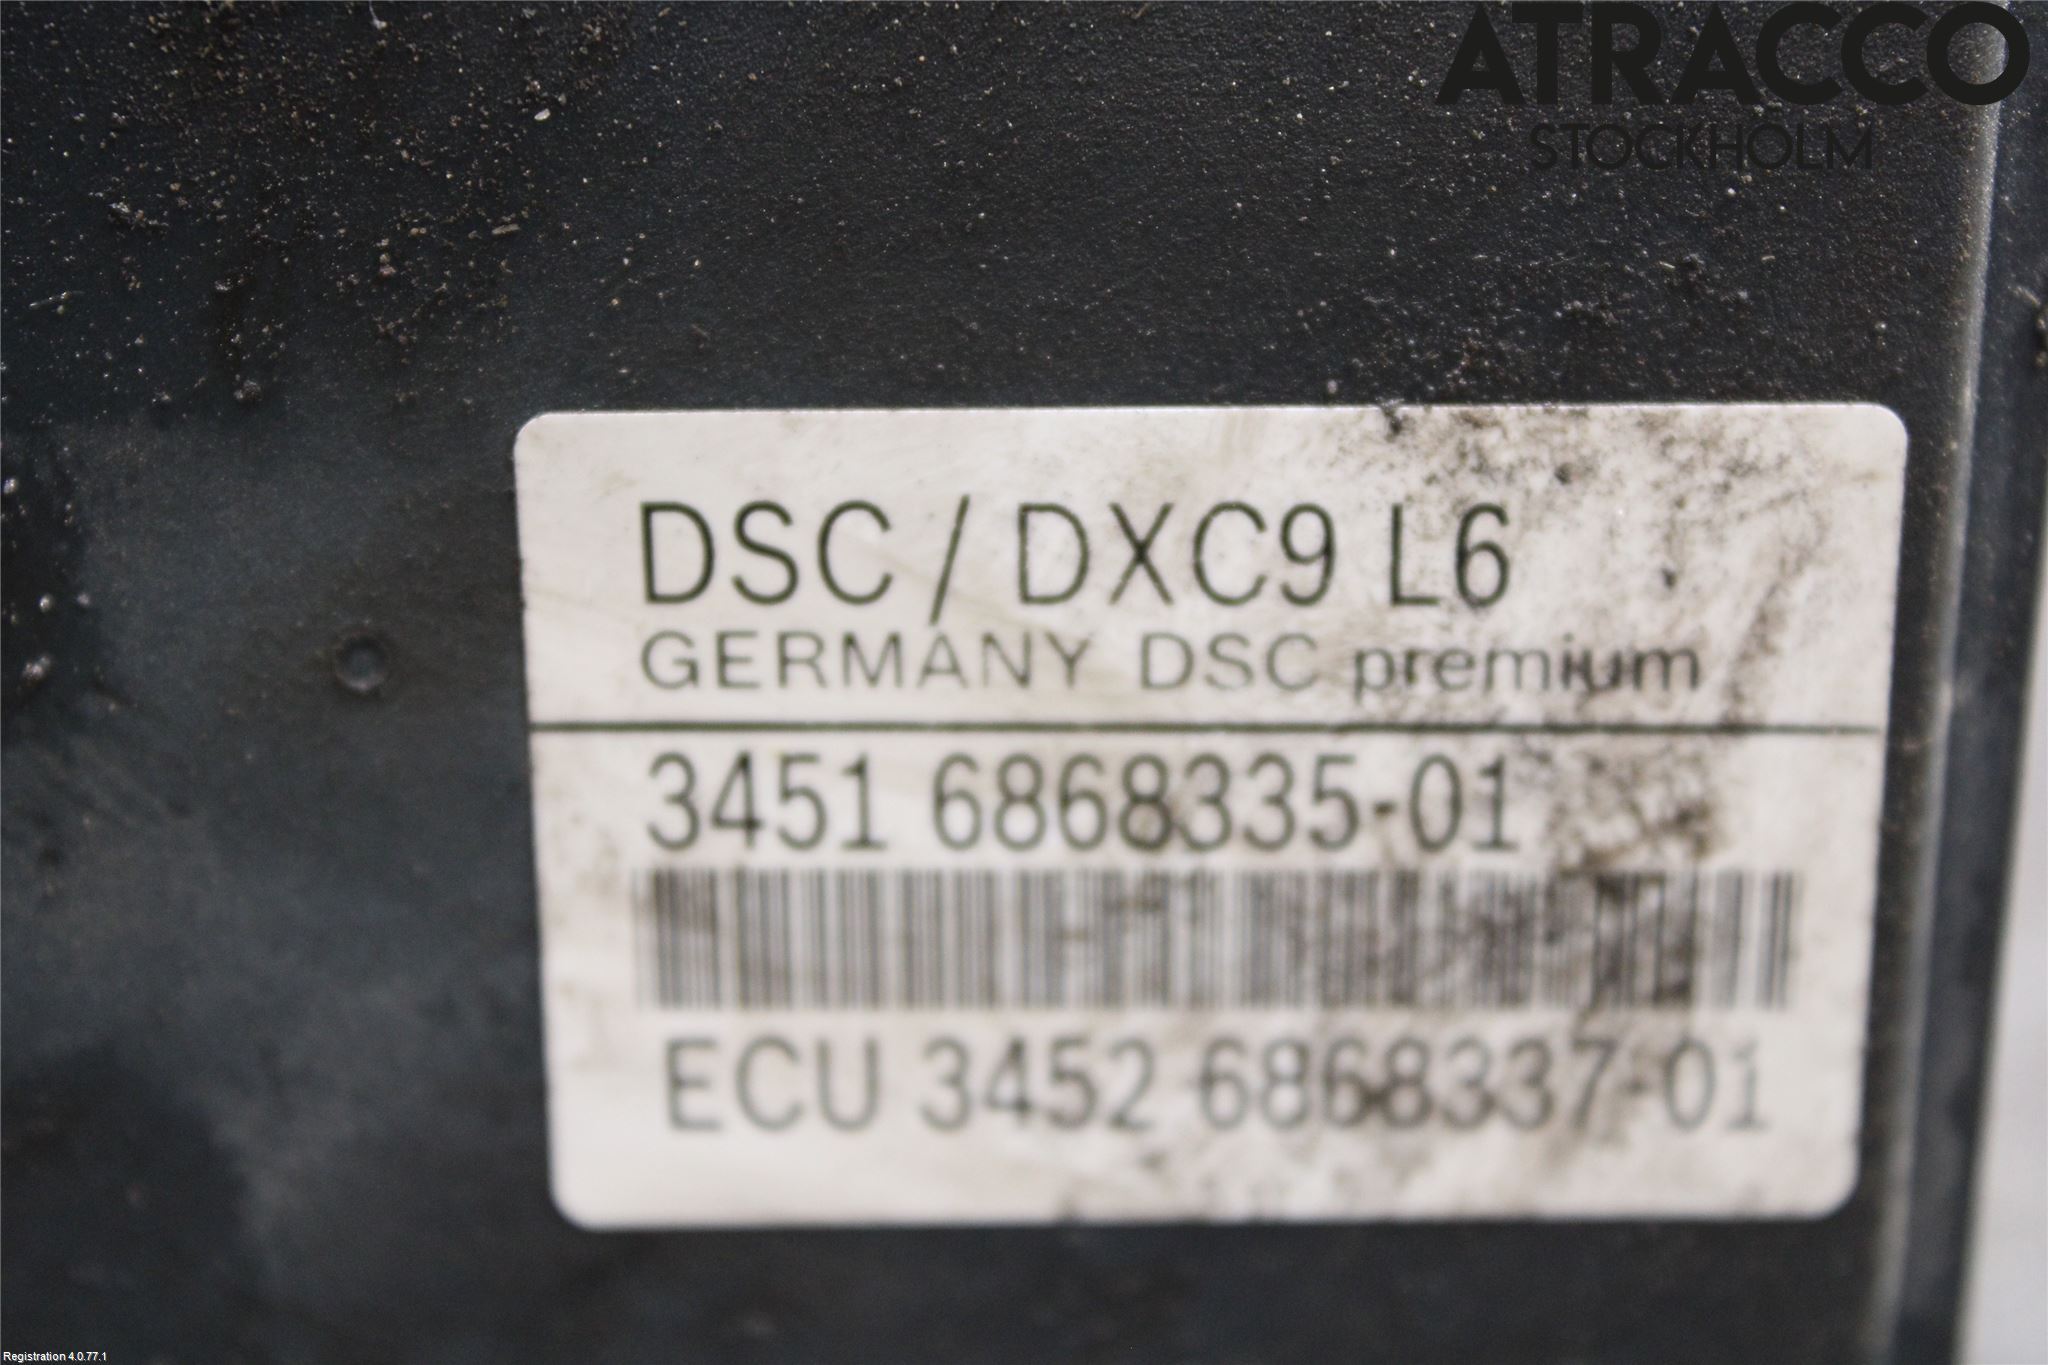 ATRACCO
STOCKHOLM
DSC / DXC9 L6
GERMANY DSC premium
3451 6868335-01
ECU 3452 6868337-01
Registration 4.0.77.1